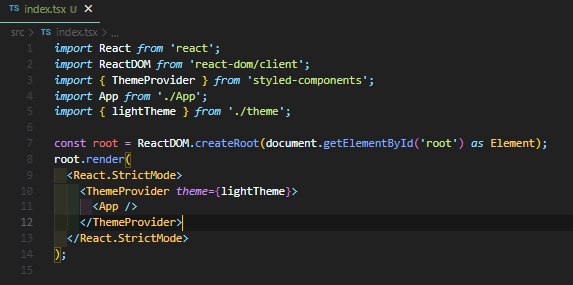 TS index.tsx U ×
src > TS index.tsx > ...
1 import React from 'react';
2 import ReactDOM from 'react-dom/client';
3 import { ThemeProvider } from 'styled-components';
4 import App from './App';
5 import { lightTheme } from './theme';
6
7 const root = ReactDOM.createRoot(document.getElementById('root') as Element);
8 root.render(
9   <React.StrictMode>
10     <ThemeProvider theme={lightTheme}>
11       <App />
12     </ThemeProvider>
13   </React.StrictMode>
14 );
15